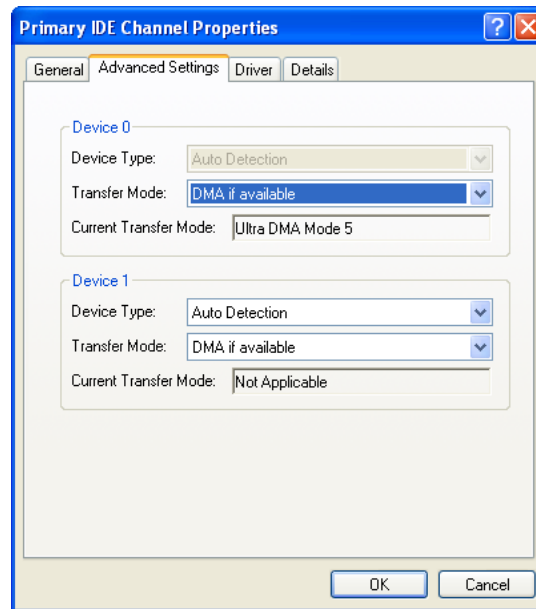 Primary IDE Channel Properties
General Advanced Settings Driver Details
Device 0
Device Type: Auto Detection
Transfer Mode: DMA if available
Current Transfer Mode: Ultra DMA Mode 5
Device 1
Device Type: Auto Detection
Transfer Mode: DMA if available
Current Transfer Mode: Not Applicable
OK Cancel